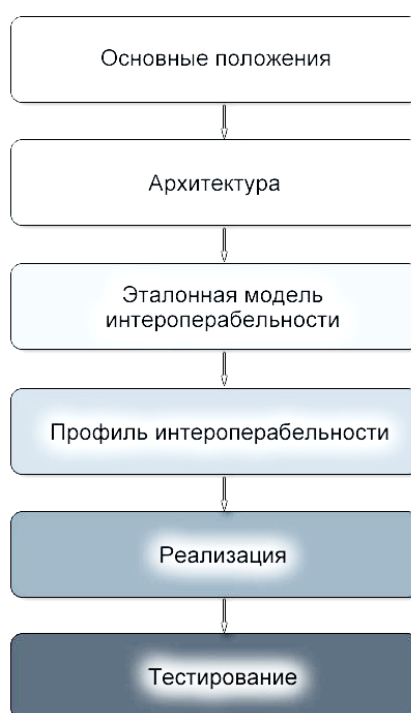 Основные положения
Архитектура
Эталонная модель
интероперабельности
Профиль интероперабельности
Реализация
Тестирование